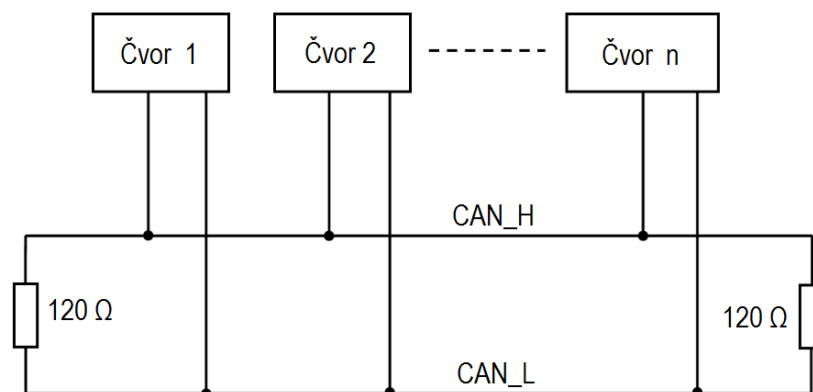 Čvor 1
Čvor 2
Čvor n
CAN_H
120 Ω
120 Ω
CAN_L